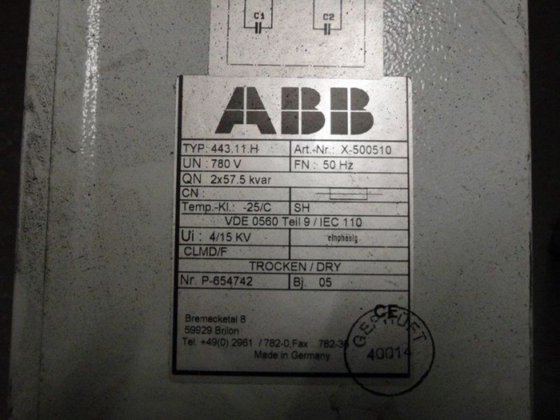 C1 C2
ABB
TYP: 443.11.H Art.-Nr.: X-500510
UN : 780 V FN : 50 Hz
QN 2x57.5 kvar
CN :
Temp.-Kl.: -25/C SH
VDE 0560 Teil 9 / IEC 110
Ui : 4/15 KV einphasig
CLMD/F
TROCKEN / DRY
Nr. P-654742 Bj. 05
Bremecketal 8
59929 Brilon
Tel. +49(0) 2961 / 782-0,Fax 782-36
Made in Germany
CE
GEPRÜFT
40014